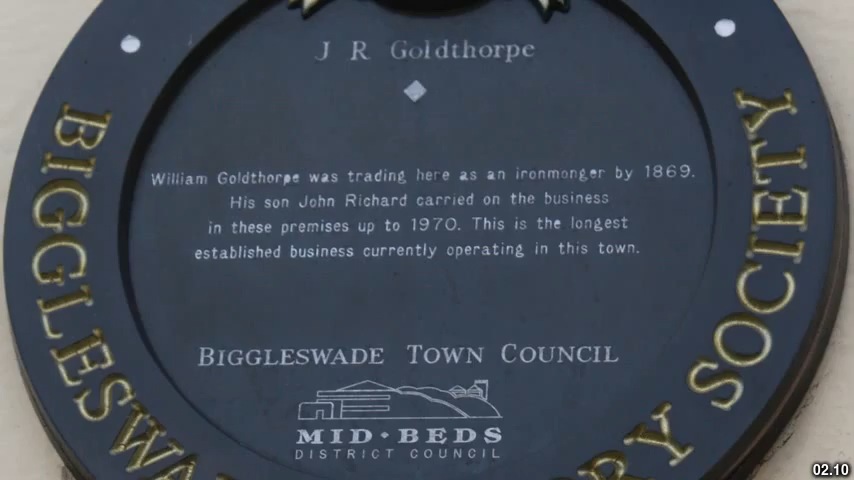 J R Goldthorpe
William Goldthorpe was trading here as an ironmonger by 1869.
His son John Richard carried on the business
in these premises up to 1970. This is the longest
established business currently operating in this town.
BIGGLESWADE TOWN COUNCIL
MID·BEDS
DISTRICT COUNCIL
SOCIETY
02.10